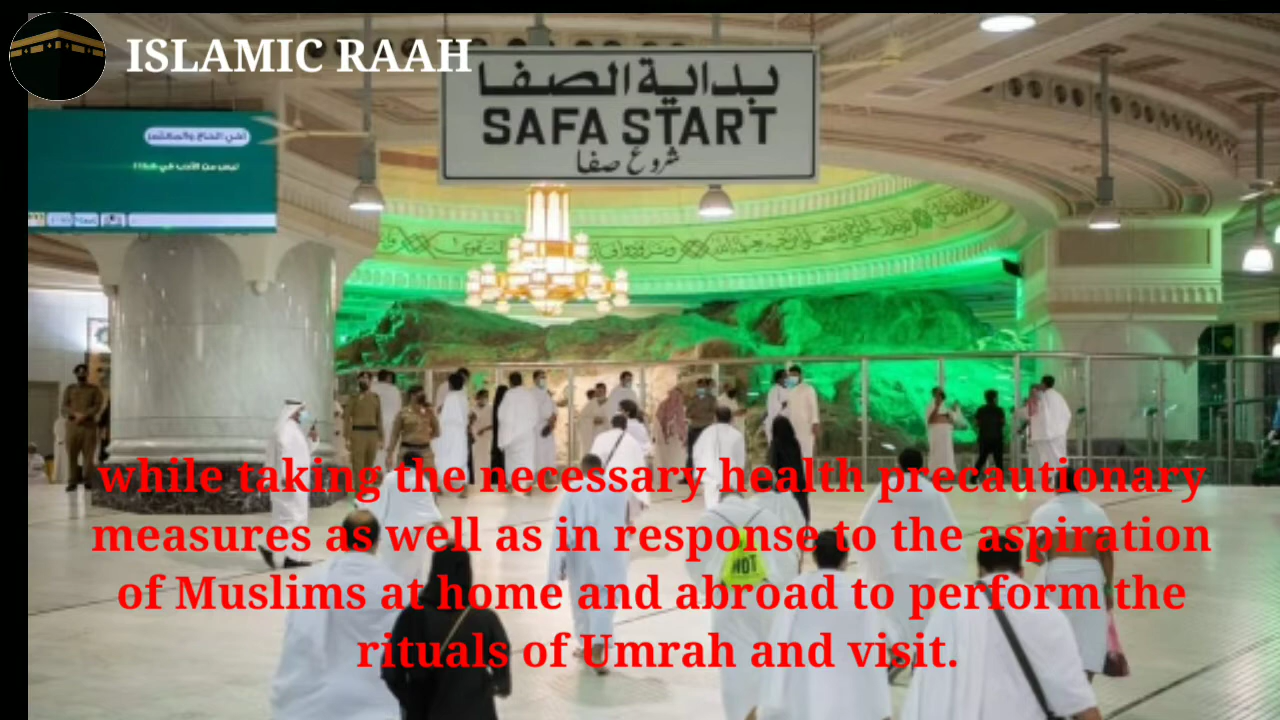 ISLAMIC RAAH
بداية الصفا
SAFA START
شروع صفا
while taking the necessary health precautionary
measures as well as in response to the aspiration
of Muslims at home and abroad to perform the
rituals of Umrah and visit.